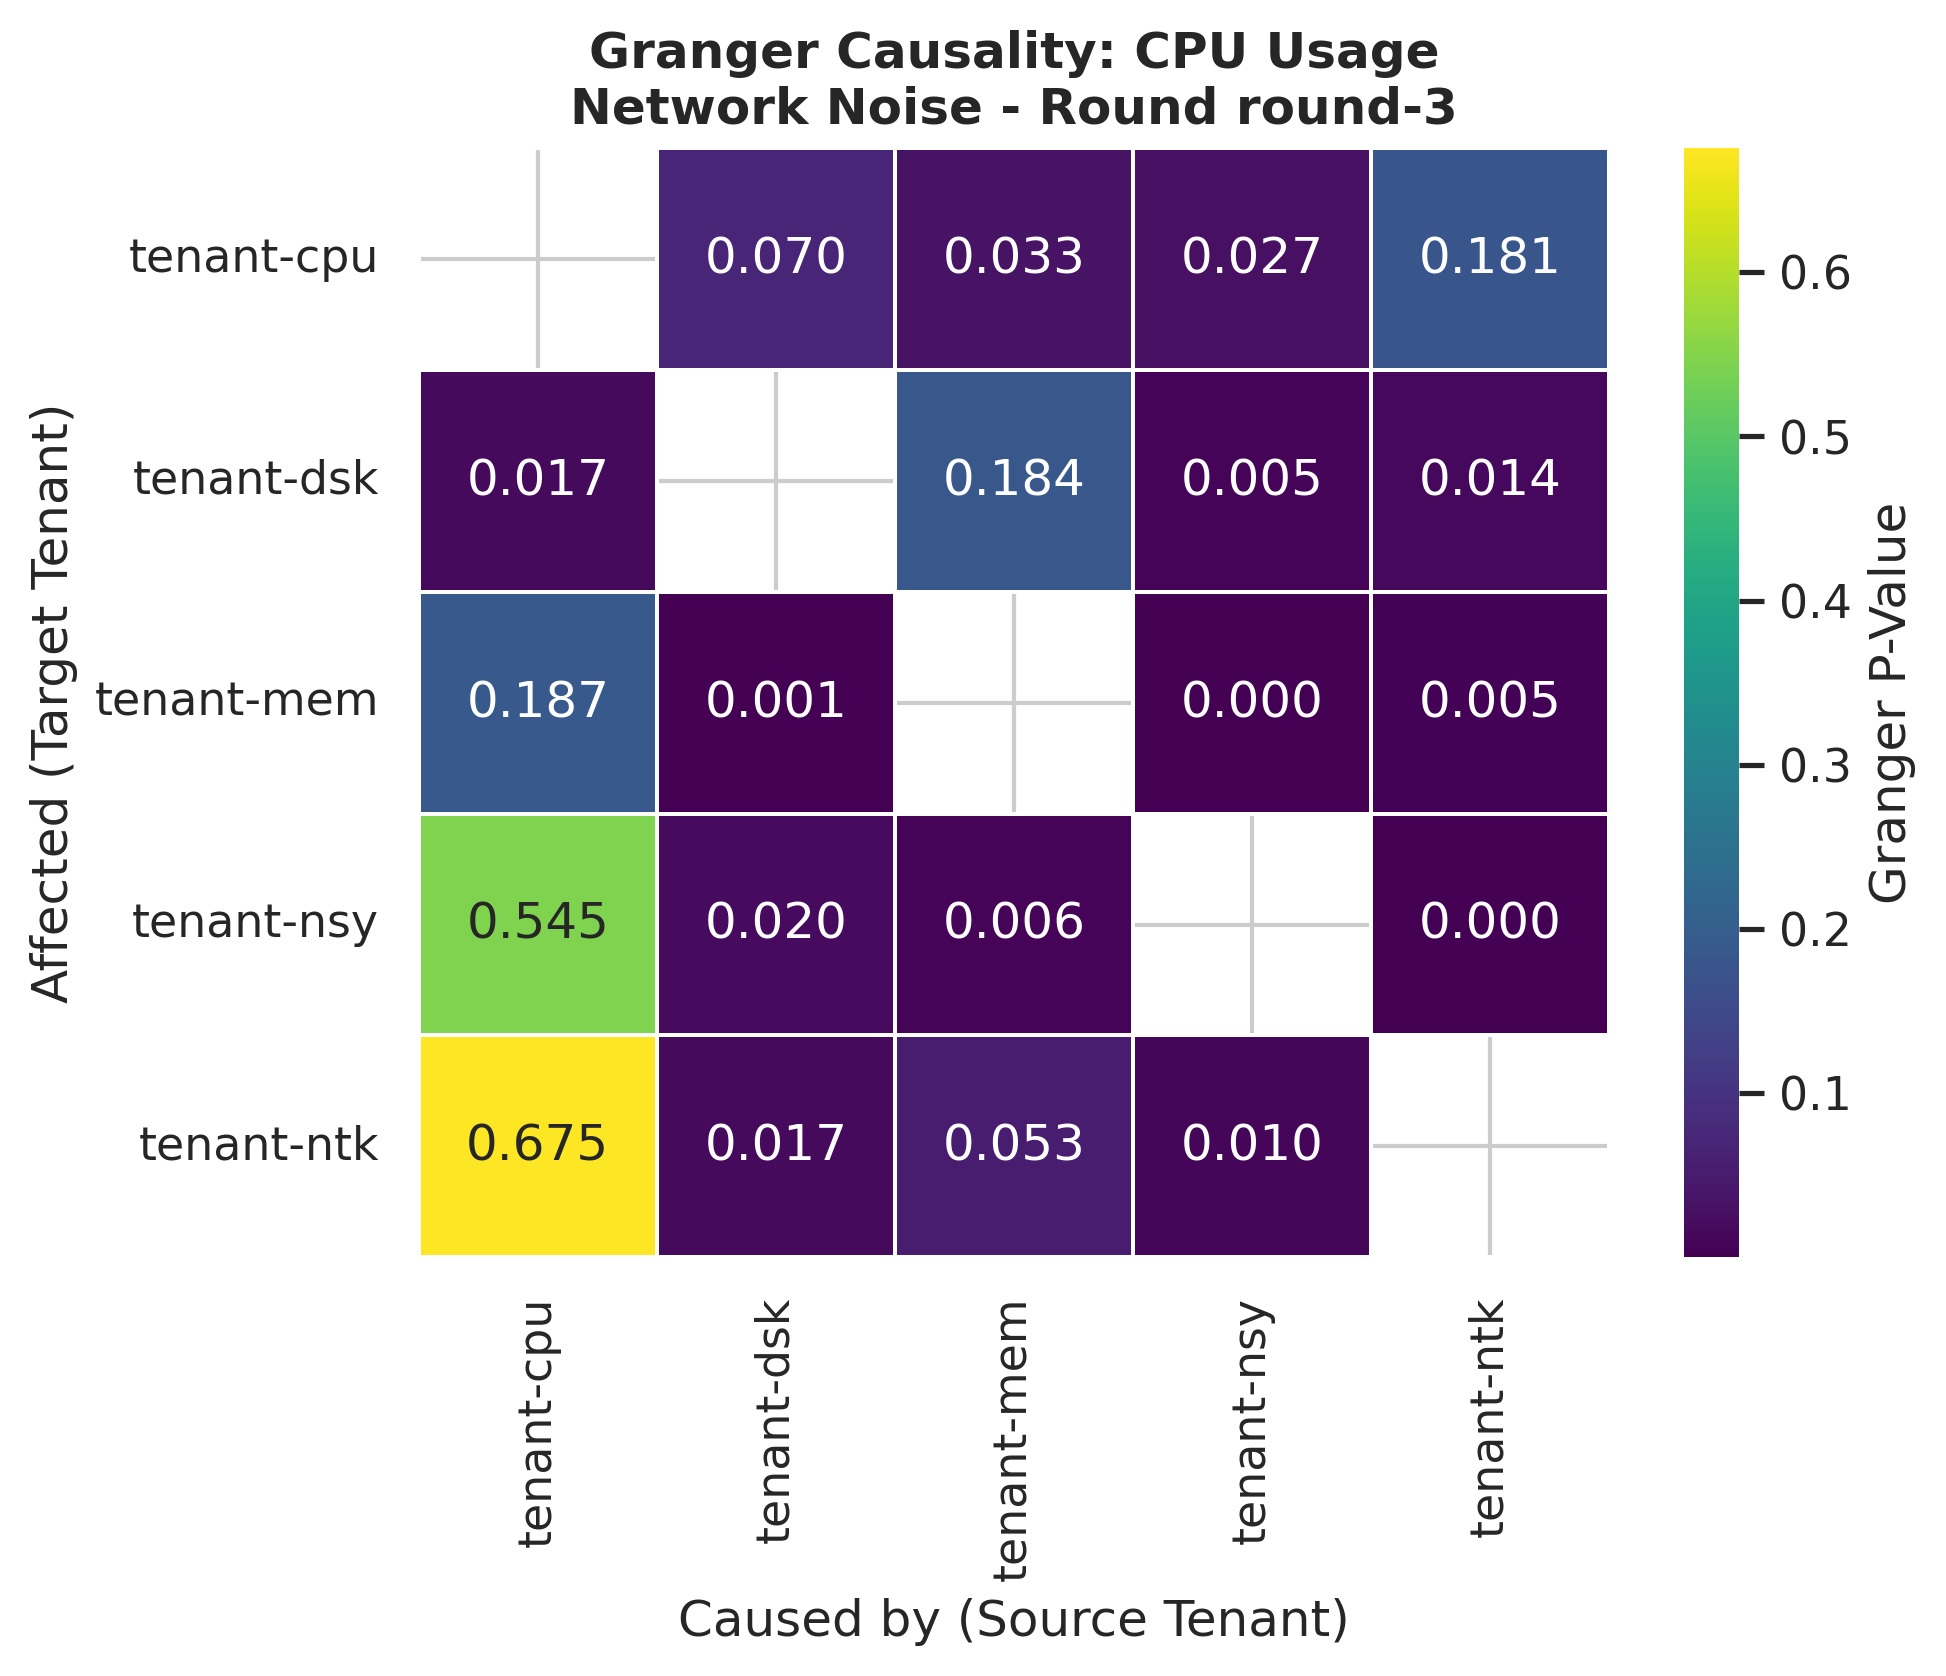 Granger Causality: CPU Usage
Network Noise - Round round-3
tenant-cpu 0.070 0.033 0.027 0.181
tenant-dsk 0.017 0.184 0.005 0.014
tenant-mem 0.187 0.001 0.000 0.005
tenant-nsy 0.545 0.020 0.006 0.000
tenant-ntk 0.675 0.017 0.053 0.010
Affected (Target Tenant)
tenant-cpu
tenant-dsk
tenant-mem
tenant-nsy
tenant-ntk
Caused by (Source Tenant)
0.6
0.5
0.4
0.3
0.2
0.1
Granger P-Value